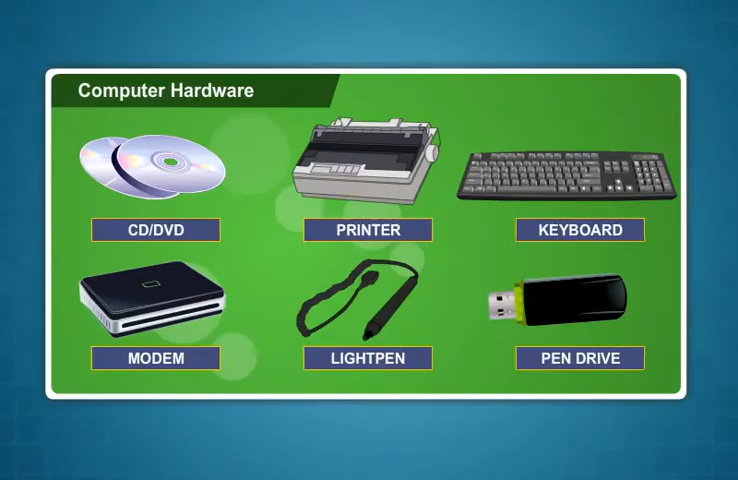 Computer Hardware
CD/DVD
PRINTER
KEYBOARD
MODEM
LIGHTPEN
PEN DRIVE